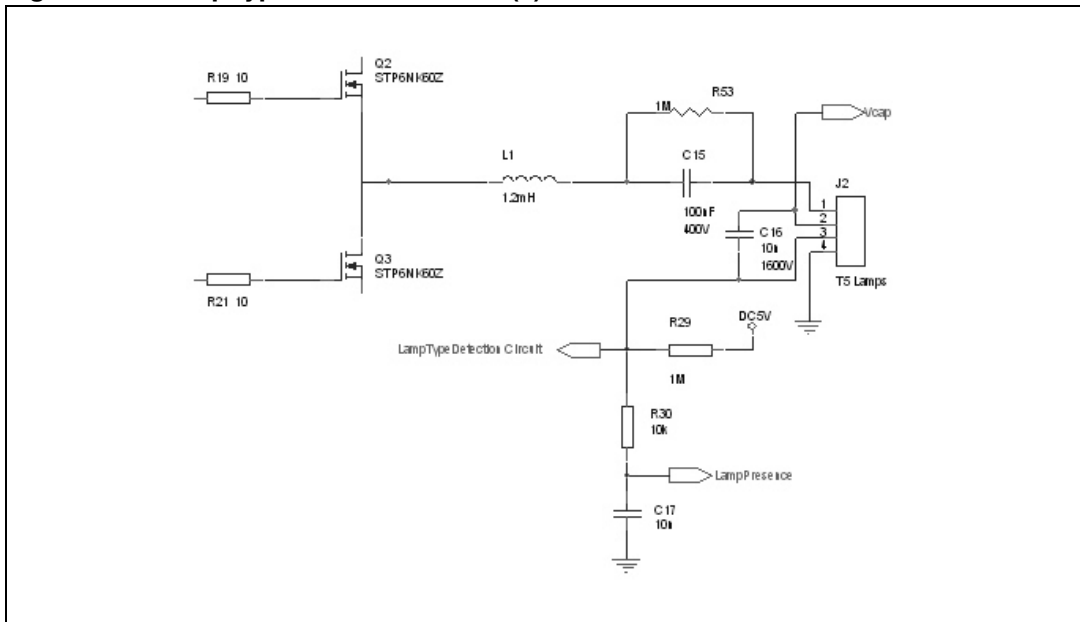 R19 10
Q2
STP6NK60Z
R53
1M
Vcap
L1
1.2mH
C15
100nF
400V
J2
1
2
3
4
C16
10n
1600V
T5 Lamps
Q3
STP6NK60Z
R21 10
R29
DC5V
LampTypeDetection Circuit
1M
R30
10k
LampPresence
C17
10n